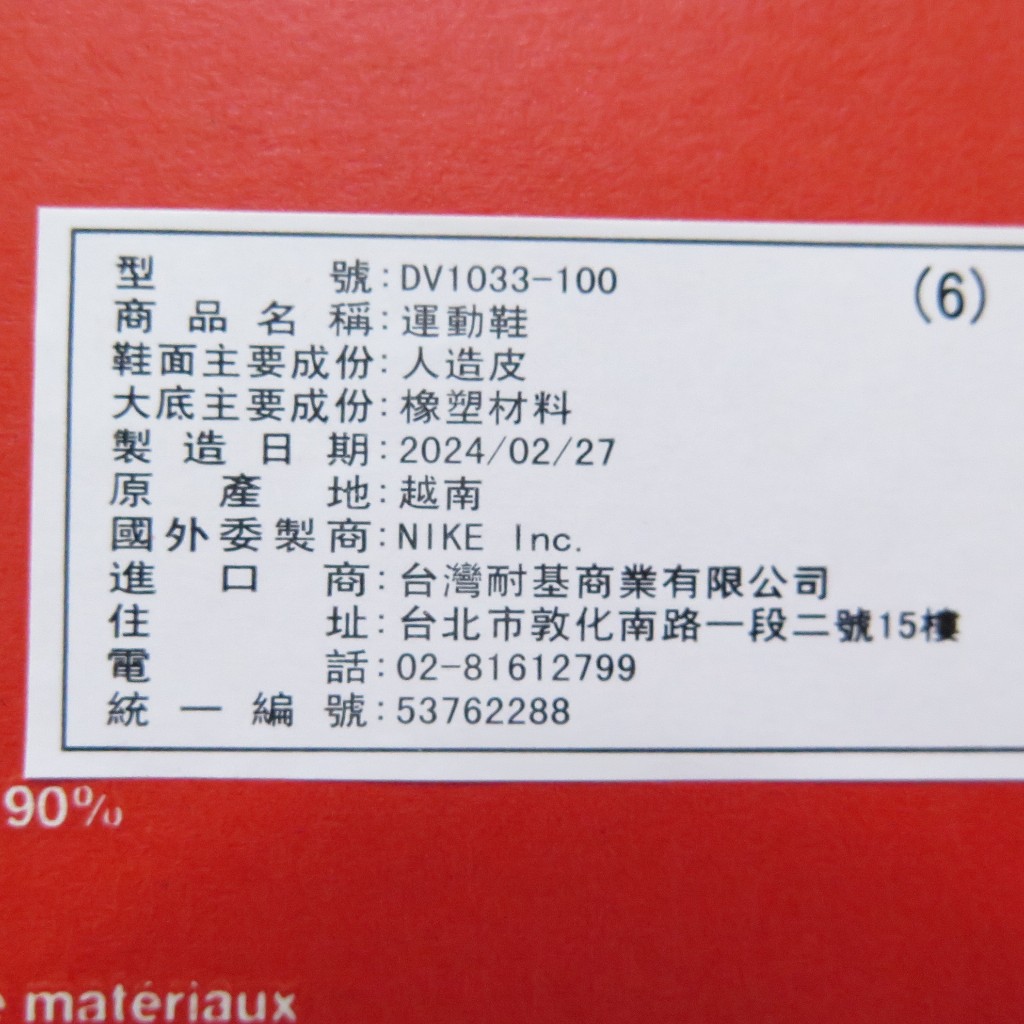 型號:DV1033-100 (6)
商品名稱:運動鞋
鞋面主要成份:人造皮
大底主要成份:橡塑材料
製造日期:2024/02/27
原產地:越南
國外委製商:NIKE Inc.
進口商:台灣耐基商業有限公司
住址:台北市敦化南路一段二號15樓
電話:02-81612799
統一編號:53762288
90%
matériaux